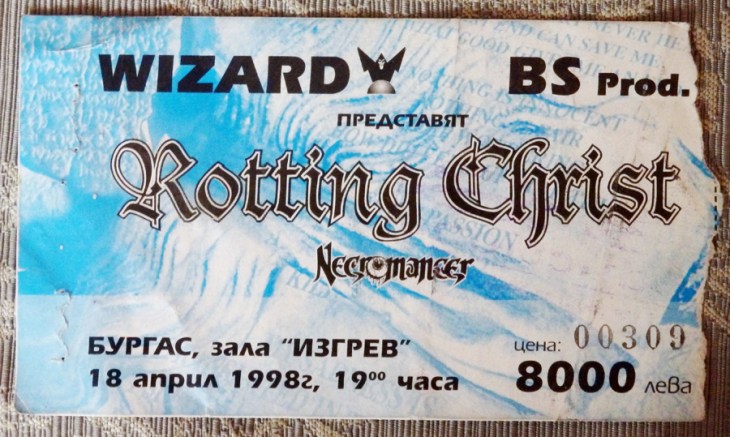 WIZARD BS Prod.
ПРЕДСТАВЯТ
Rotting Christ
Necromancer
PASSION
БУРГАС, зала "ИЗГРЕВ"
18 април 1998г, 19⁰⁰ часа
цена: 00309
8000 лева